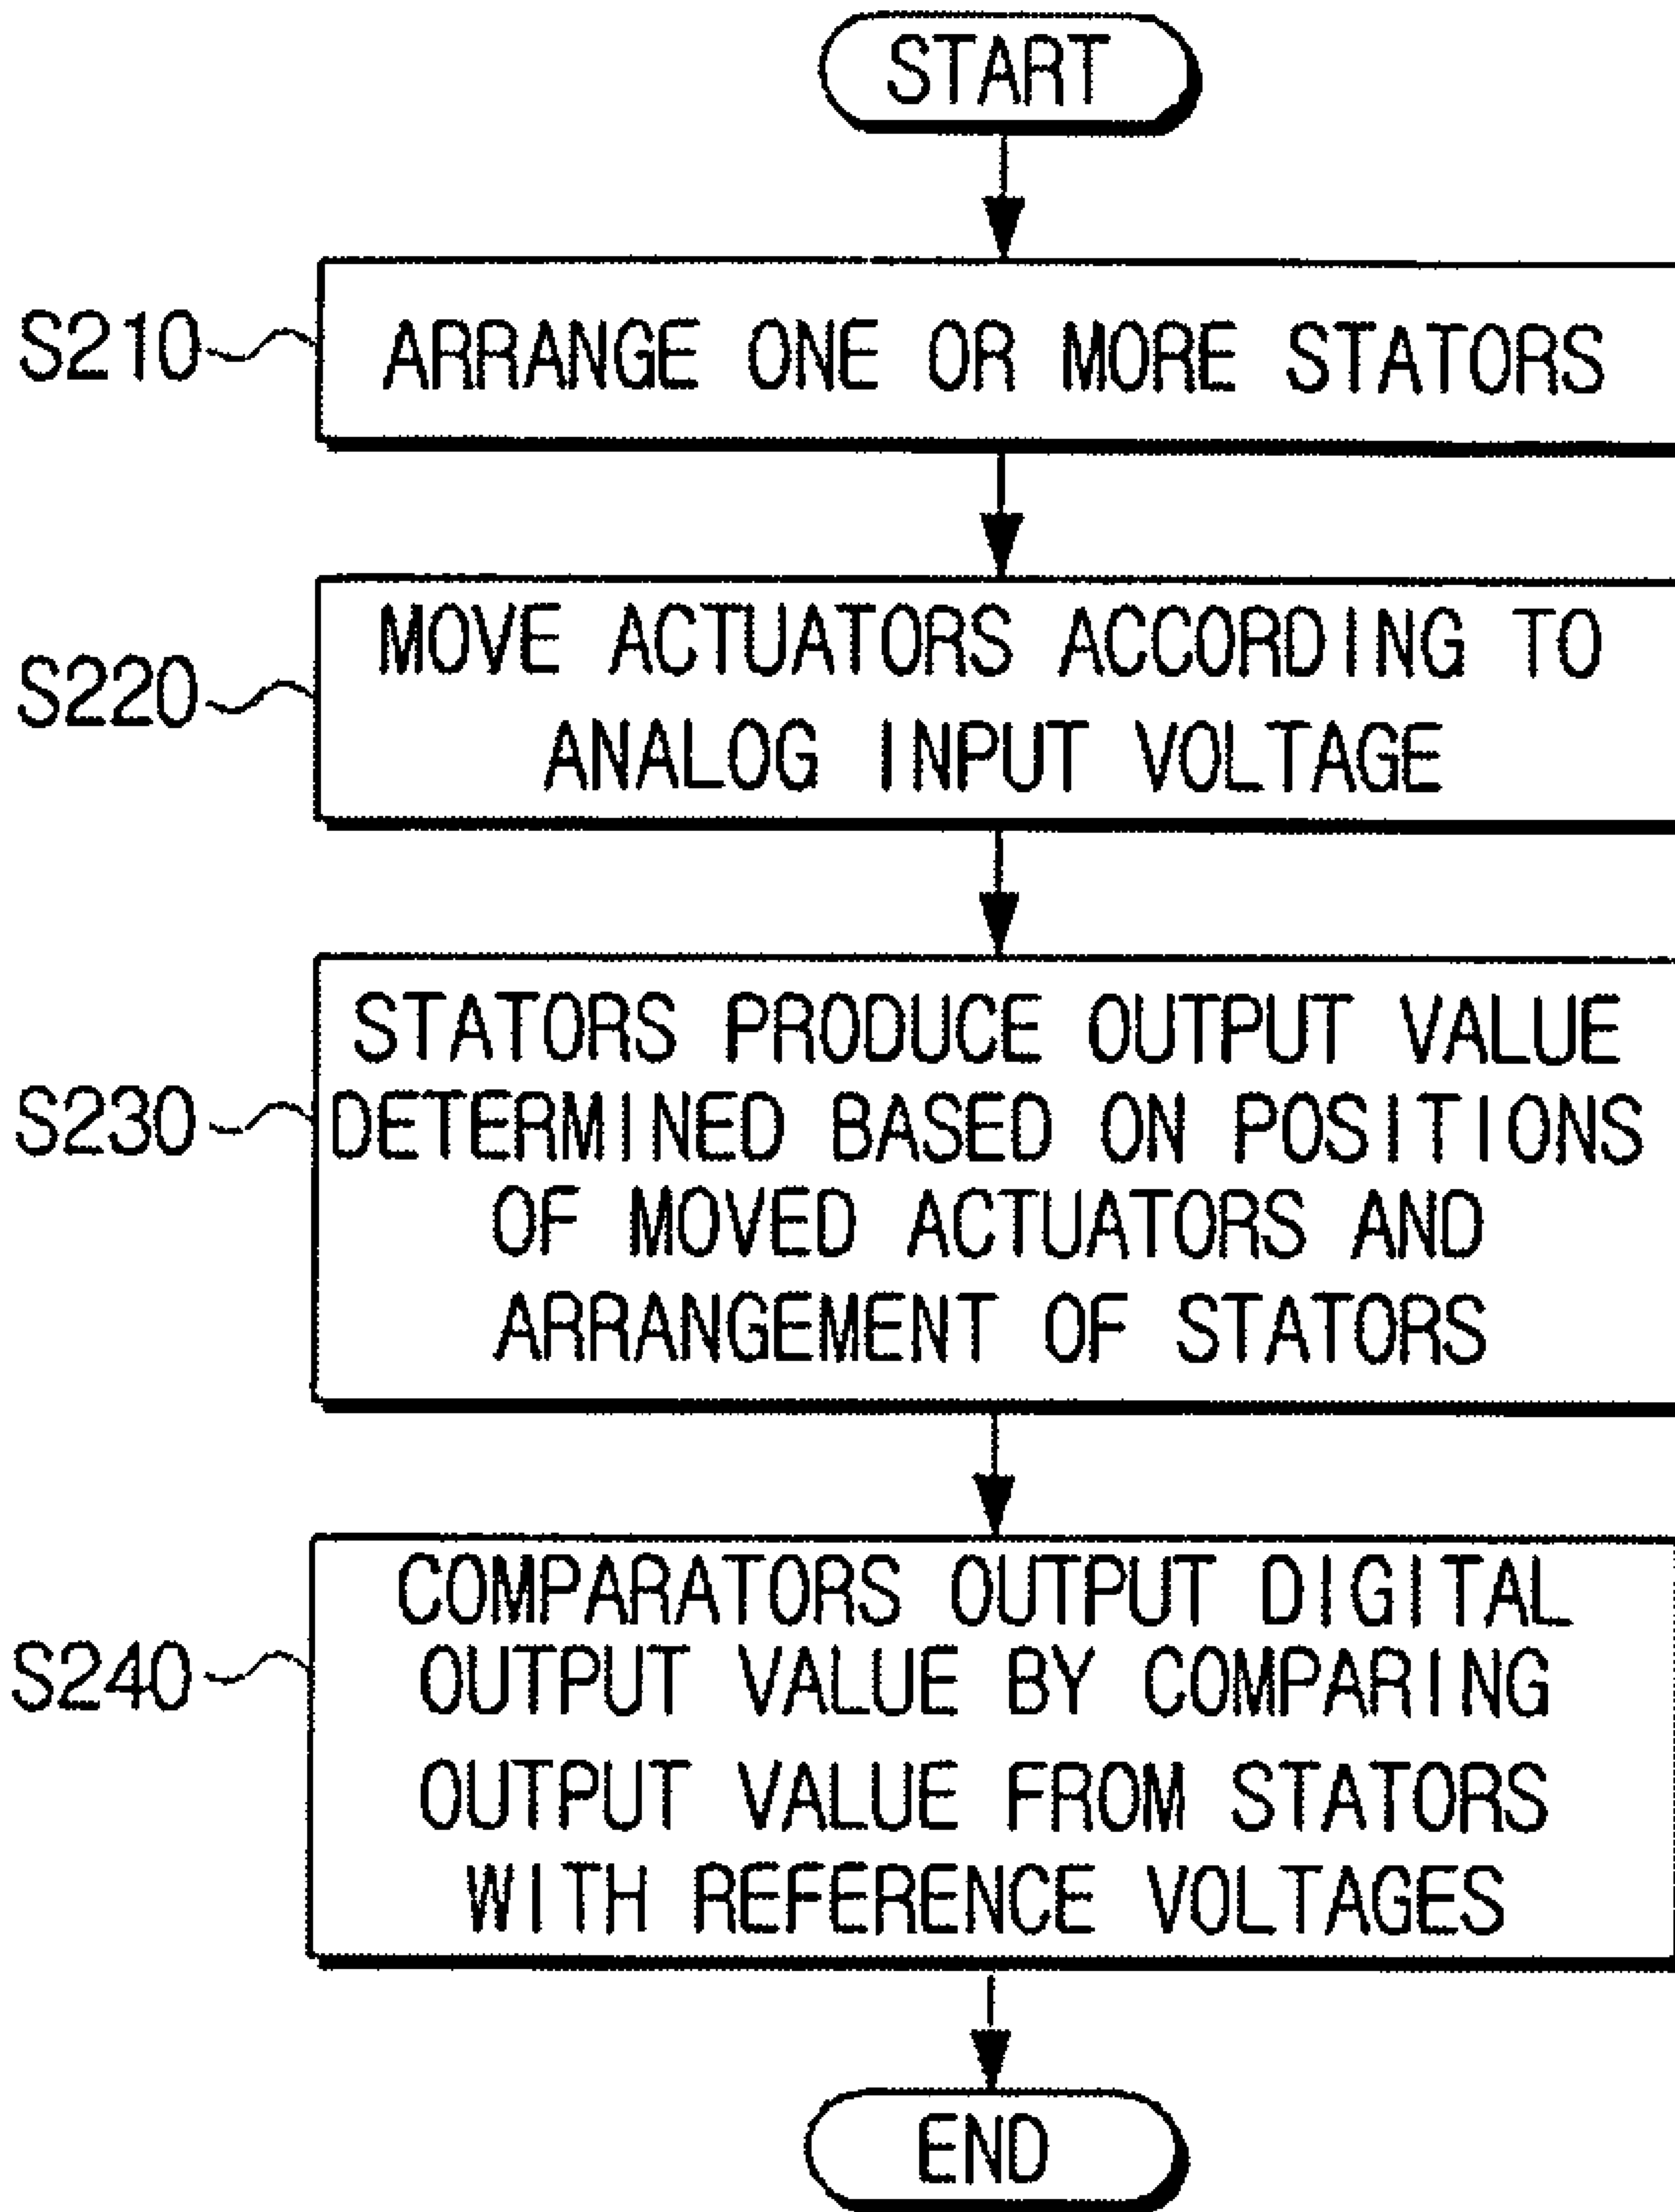 START
S210
ARRANGE ONE OR MORE STATORS
S220
MOVE ACTUATORS ACCORDING TO
ANALOG INPUT VOLTAGE
S230
STATORS PRODUCE OUTPUT VALUE
DETERMINED BASED ON POSITIONS
OF MOVED ACTUATORS AND
ARRANGEMENT OF STATORS
S240
COMPARATORS OUTPUT DIGITAL
OUTPUT VALUE BY COMPARING
OUTPUT VALUE FROM STATORS
WITH REFERENCE VOLTAGES
END